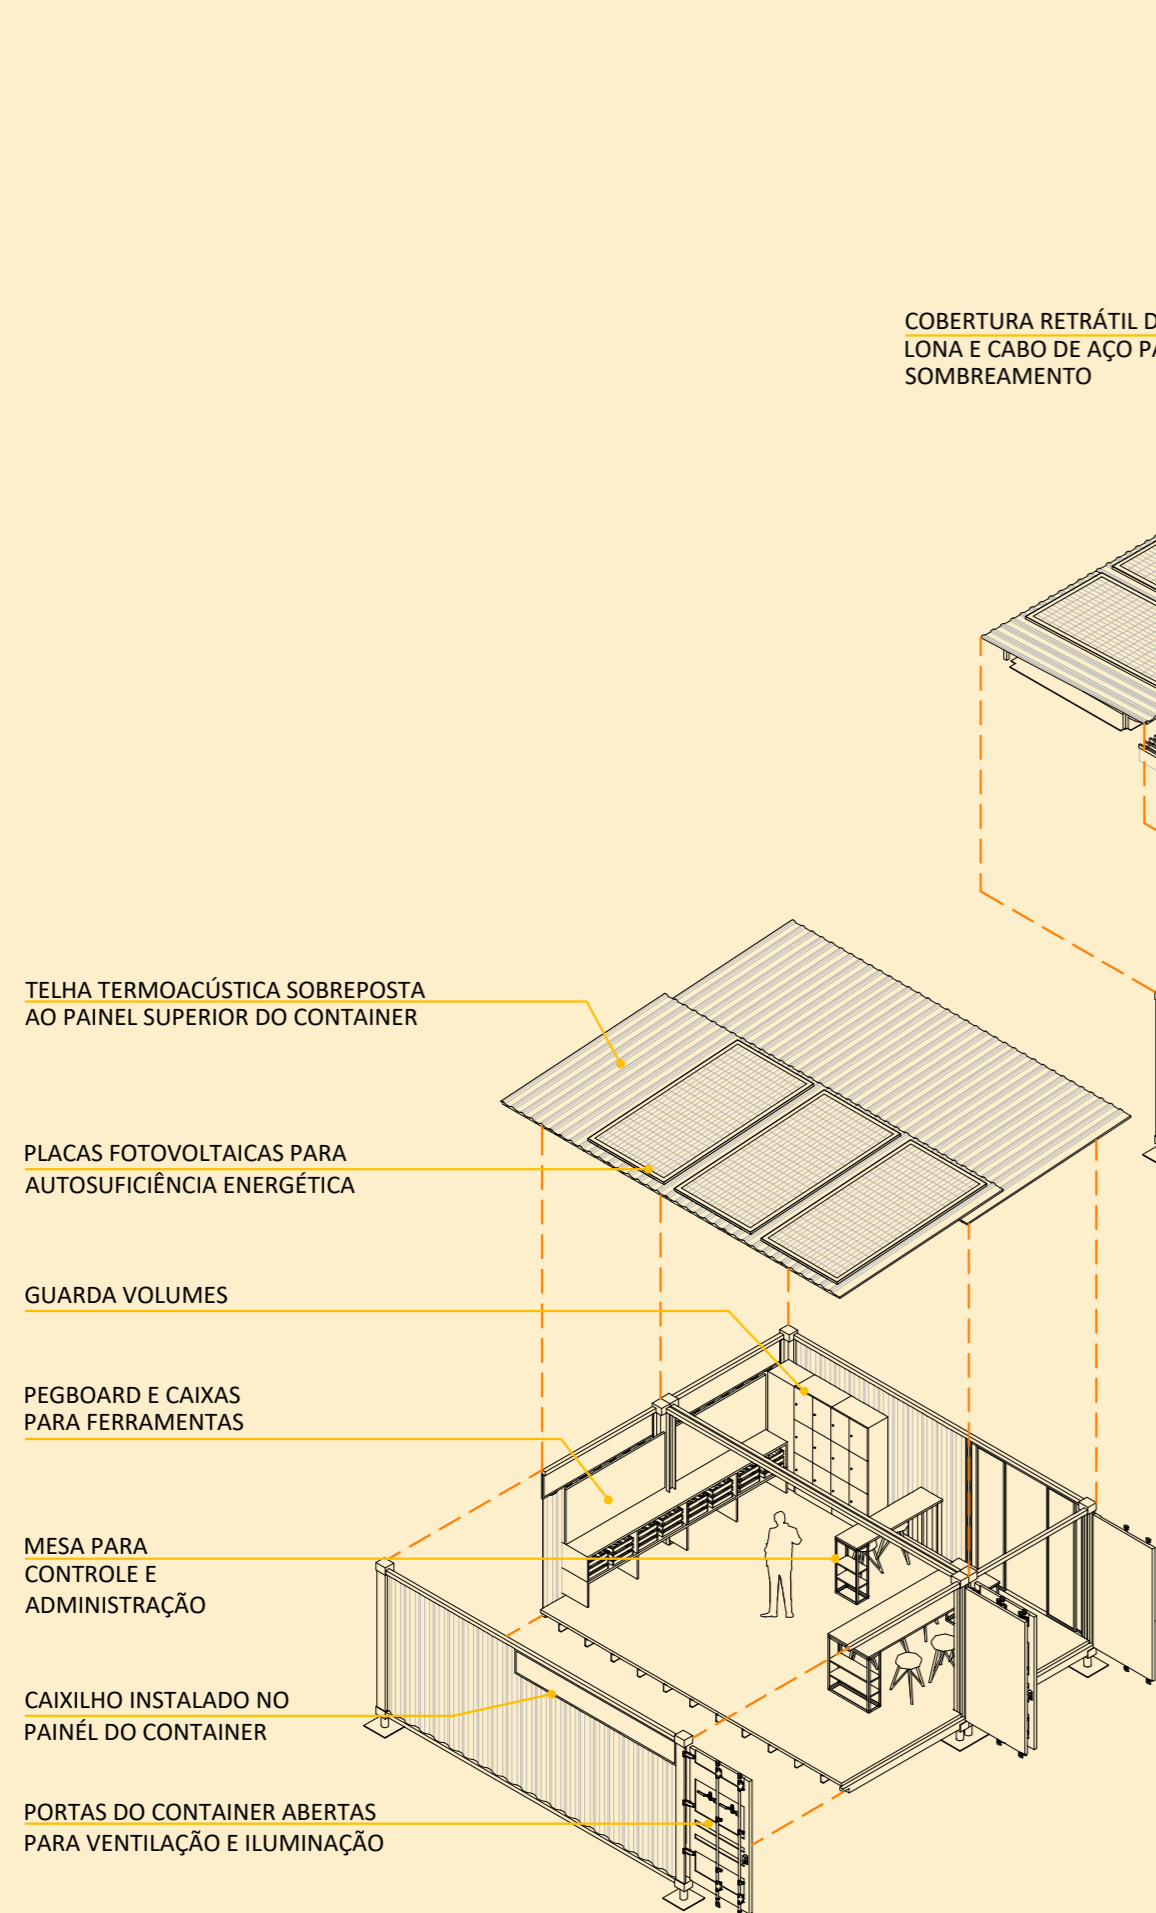 COBERTURA RETRÁTIL
LONA E CABO DE AÇO
SOMBREAMENTO
TELHA TERMOACÚSTICA SOBREPOSTA
AO PAINEL SUPERIOR DO CONTAINER
PLACAS FOTOVOLTAICAS PARA
AUTOSUFICIÊNCIA ENERGÉTICA
GUARDA VOLUMES
PEGBOARD E CAIXAS
PARA FERRAMENTAS
MESA PARA
CONTROLE E
ADMINISTRAÇÃO
CAIXILHO INSTALADO NO
PAINÉL DO CONTAINER
PORTAS DO CONTAINER ABERTAS
PARA VENTILAÇÃO E ILUMINAÇÃO